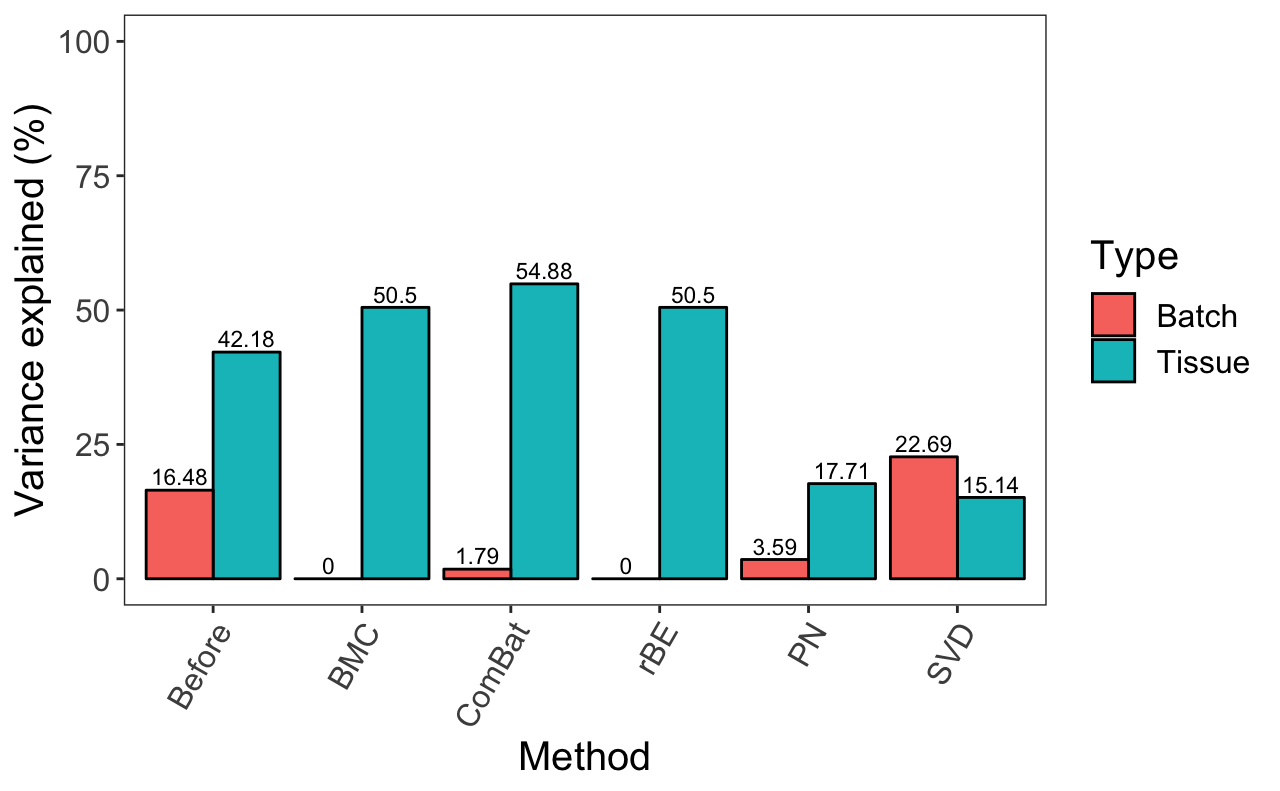 Variance explained (%)
100
75
50
25
0
16.48
42.18
0
50.5
1.79
54.88
0
50.5
3.59
17.71
22.69
15.14
Before
BMC
ComBat
rBE
PN
SVD
Method
Type
Batch
Tissue